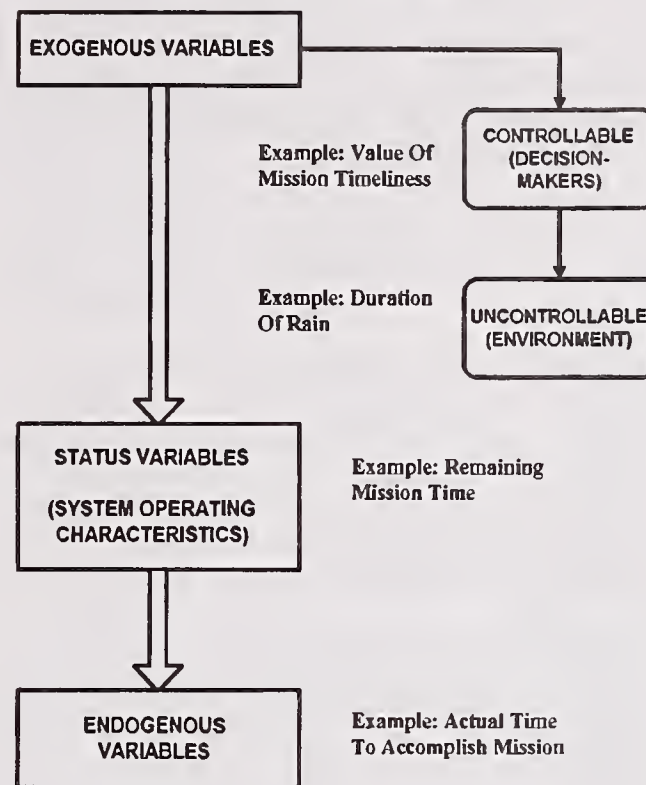 EXOGENOUS VARIABLES
Example: Value Of
Mission Timeliness
CONTROLLABLE
(DECISION-
MAKERS)
Example: Duration
Of Rain
UNCONTROLLABLE
(ENVIRONMENT)
STATUS VARIABLES
(SYSTEM OPERATING
CHARACTERISTICS)
Example: Remaining
Mission Time
ENDOGENOUS
VARIABLES
Example: Actual Time
To Accomplish Mission